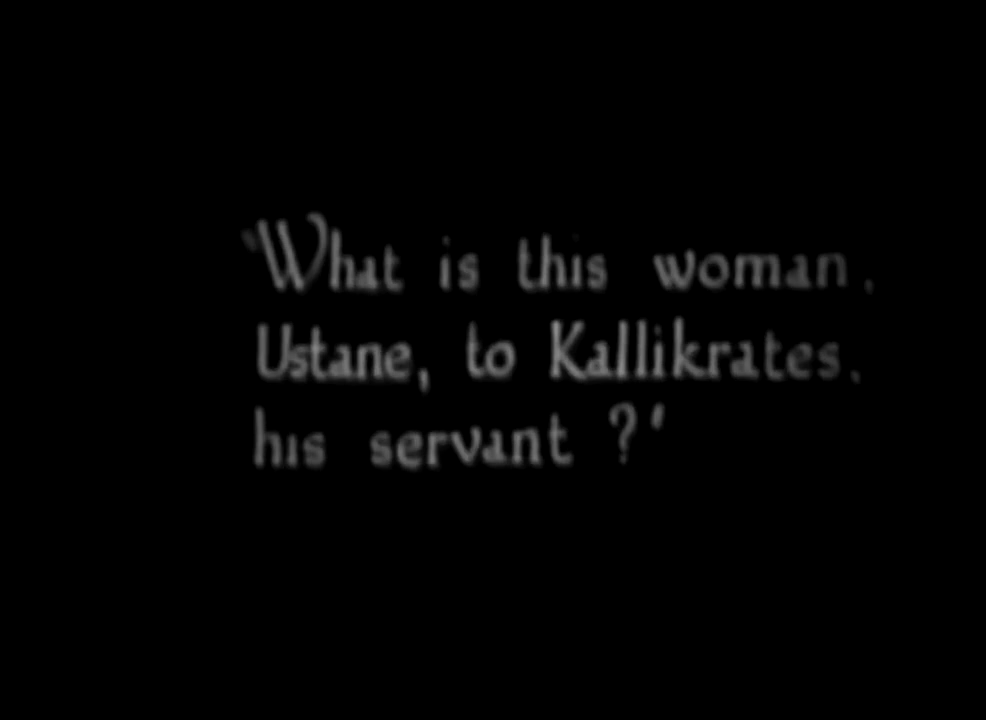 "What is this woman,
Ustane, to Kallikrates,
his servant ?"